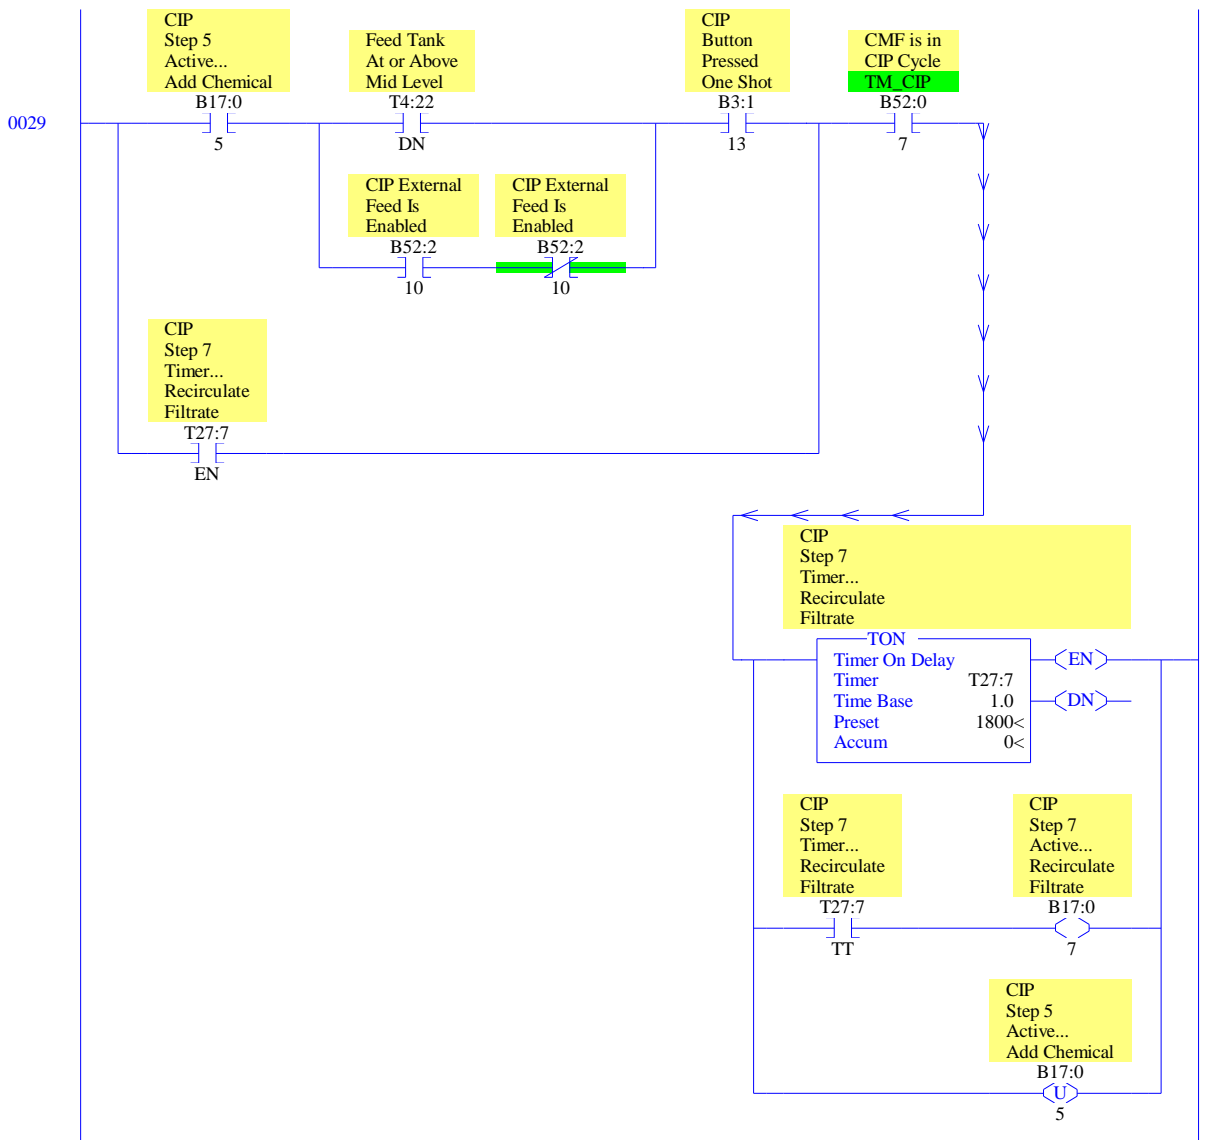 CIP
Step 5
Active...
Add Chemical
B17:0
5
Feed Tank
At or Above
Mid Level
T4:22
DN
CIP
Button
Pressed
One Shot
B3:1
13
CMF is in
CIP Cycle
TM_CIP
B52:0
7
0029
CIP External
Feed Is
Enabled
B52:2
10
CIP External
Feed Is
Enabled
B52:2
10
CIP
Step 7
Timer...
Recirculate
Filtrate
T27:7
EN
CIP
Step 7
Timer...
Recirculate
Filtrate
TON
Timer On Delay
Timer T27:7
Time Base 1.0
Preset 1800<
Accum 0<
EN
DN
CIP
Step 7
Timer...
Recirculate
Filtrate
T27:7
TT
CIP
Step 7
Active...
Recirculate
Filtrate
B17:0
7
CIP
Step 5
Active...
Add Chemical
B17:0
U
5